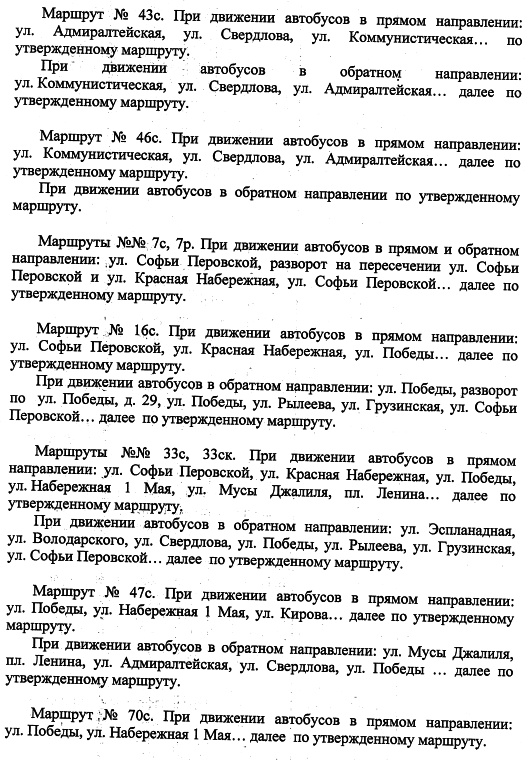 Маршрут № 43с. При движении автобусов в прямом направлении:
ул. Адмиралтейская, ул. Свердлова, ул. Коммунистическая… по
утвержденному маршруту.
При движении автобусов в обратном направлении:
ул. Коммунистическая, ул. Свердлова, ул. Адмиралтейская… далее по
утвержденному маршруту.
Маршрут № 46с. При движении автобусов в прямом направлении:
ул. Коммунистическая, ул. Свердлова, ул. Адмиралтейская… далее по
утвержденному маршруту.
При движении автобусов в обратном направлении по утвержденному
маршруту.
Маршруты №№ 7с, 7р. При движении автобусов в прямом и обратном
направлении: ул. Софьи Перовской, разворот на пересечении ул. Софьи
Перовской и ул. Красная Набережная, ул. Софьи Перовской… далее по
утвержденному маршруту.
Маршрут № 16с. При движении автобусов в прямом направлении:
ул. Софьи Перовской, ул. Красная Набережная, ул. Победы… далее по
утвержденному маршруту.
При движении автобусов в обратном направлении: ул. Победы, разворот
по ул. Победы, д. 29, ул. Победы, ул. Рылеева, ул. Грузинская, ул. Софьи
Перовской… далее по утвержденному маршруту.
Маршруты №№ 33с, 33ск. При движении автобусов в прямом
направлении: ул. Софьи Перовской, ул. Красная Набережная, ул. Победы,
ул. Набережная 1 Мая, ул. Мусы Джалиля, пл. Ленина… далее по
утвержденному маршруту.
При движении автобусов в обратном направлении: ул. Эспланадная,
ул. Володарского, ул. Свердлова, ул. Победы, ул. Рылеева, ул. Грузинская,
ул. Софьи Перовской… далее по утвержденному маршруту.
Маршрут № 47с. При движении автобусов в прямом направлении:
ул. Победы, ул. Набережная 1 Мая, ул. Кирова… далее по утвержденному
маршруту.
При движении автобусов в обратном направлении: ул. Мусы Джалиля,
пл. Ленина, ул. Адмиралтейская, ул. Свердлова, ул. Победы … далее по
утвержденному маршруту.
Маршрут № 70с. При движении автобусов в прямом направлении:
ул. Победы, ул. Набережная 1 Мая… далее по утвержденному маршруту.